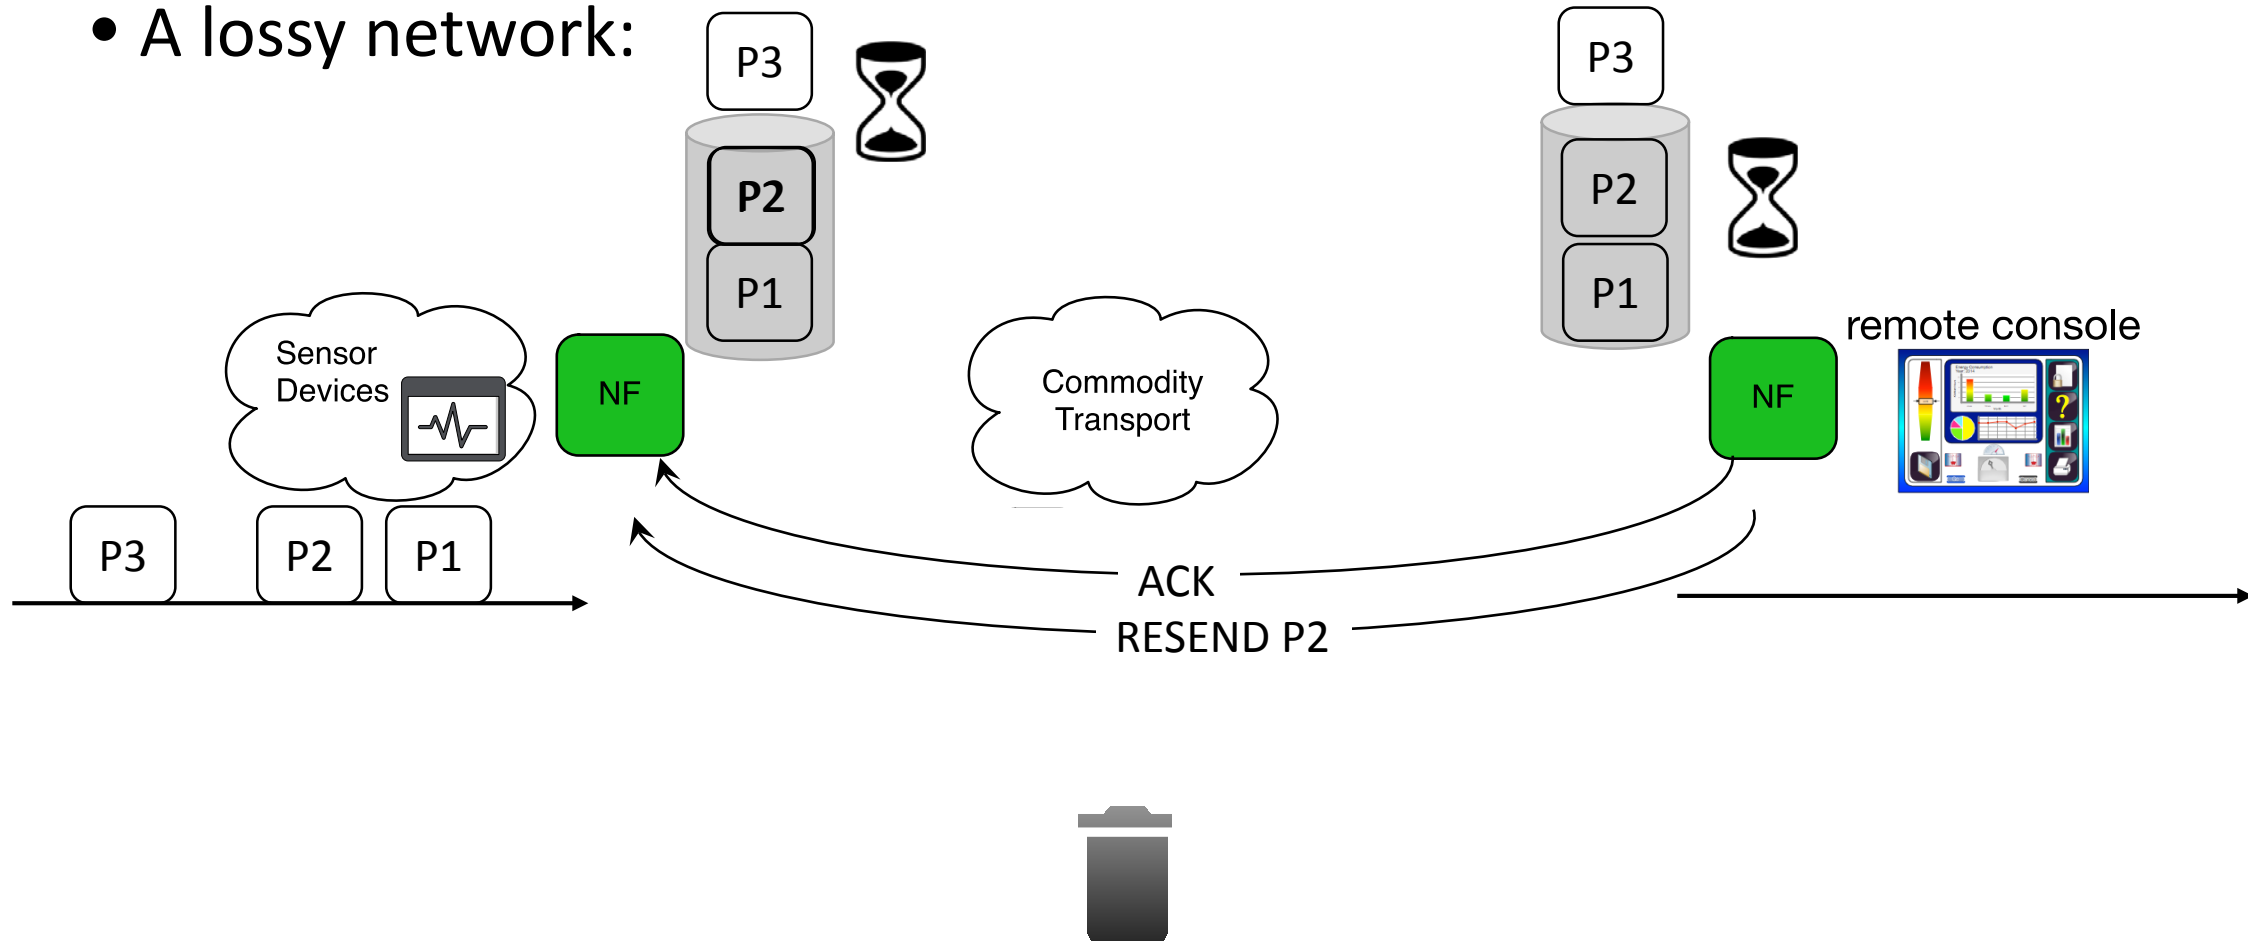 • A lossy network:
P3
P3
P2
P2
P1
P1
Sensor
Devices
NF
Commodity
Transport
NF
remote console
?
P3
P2
P1
ACK
RESEND P2